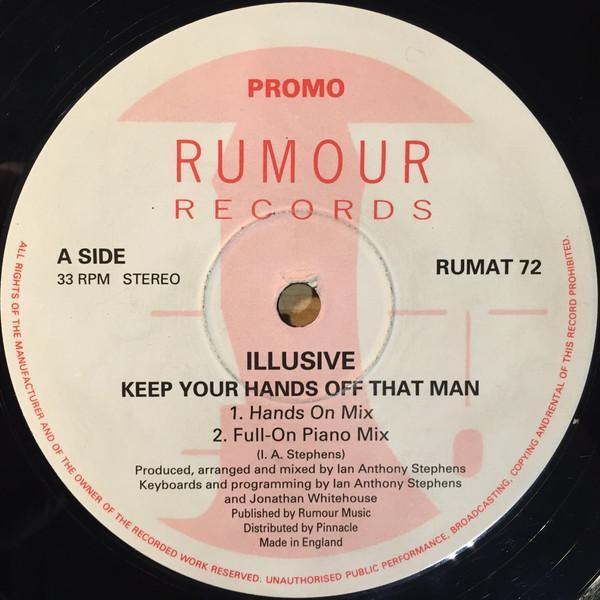 PROMO
RUMOUR
RECORDS
A SIDE
33 RPM STEREO
RUMAT 72
ILLUSIVE
KEEP YOUR HANDS OFF THAT MAN
1. Hands On Mix
2. Full-On Piano Mix
(I. A. Stephens)
Produced, arranged and mixed by Ian Anthony Stephens
Keyboards and programming by Ian Anthony Stephens
and Jonathan Whitehouse
Published by Rumour Music
Distributed by Pinnacle
Made in England
ALL RIGHTS OF THE MANUFACTURER AND OF THE OWNER OF THE RECORDED WORK RESERVED. UNAUTHORISED PUBLIC PERFORMANCE, BROADCASTING, COPYING ANDRENTAL OF THIS RECORD PROHIBITED.